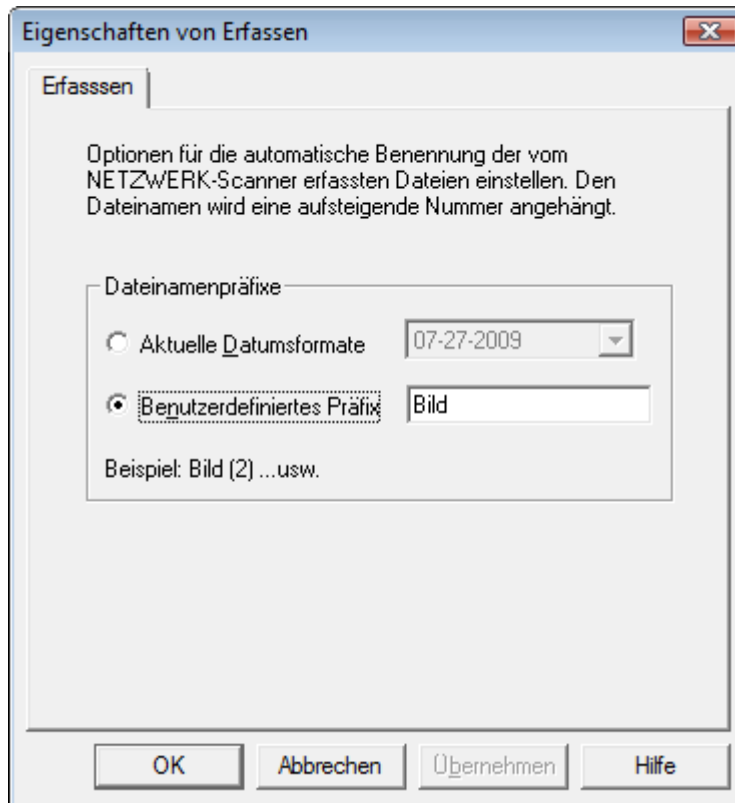 Eigenschaften von Erfassen
Erfasssen
Optionen für die automatische Benennung der vom
NETZWERK-Scanner erfassten Dateien einstellen. Den
Dateinamen wird eine aufsteigende Nummer angehängt.
Dateinamenpräfixe
Aktuelle Datumsformate
07-27-2009
Benutzerdefiniertes Präfix
Bild
Beispiel: Bild (2) ...usw.
OK
Abbrechen
Übernehmen
Hilfe